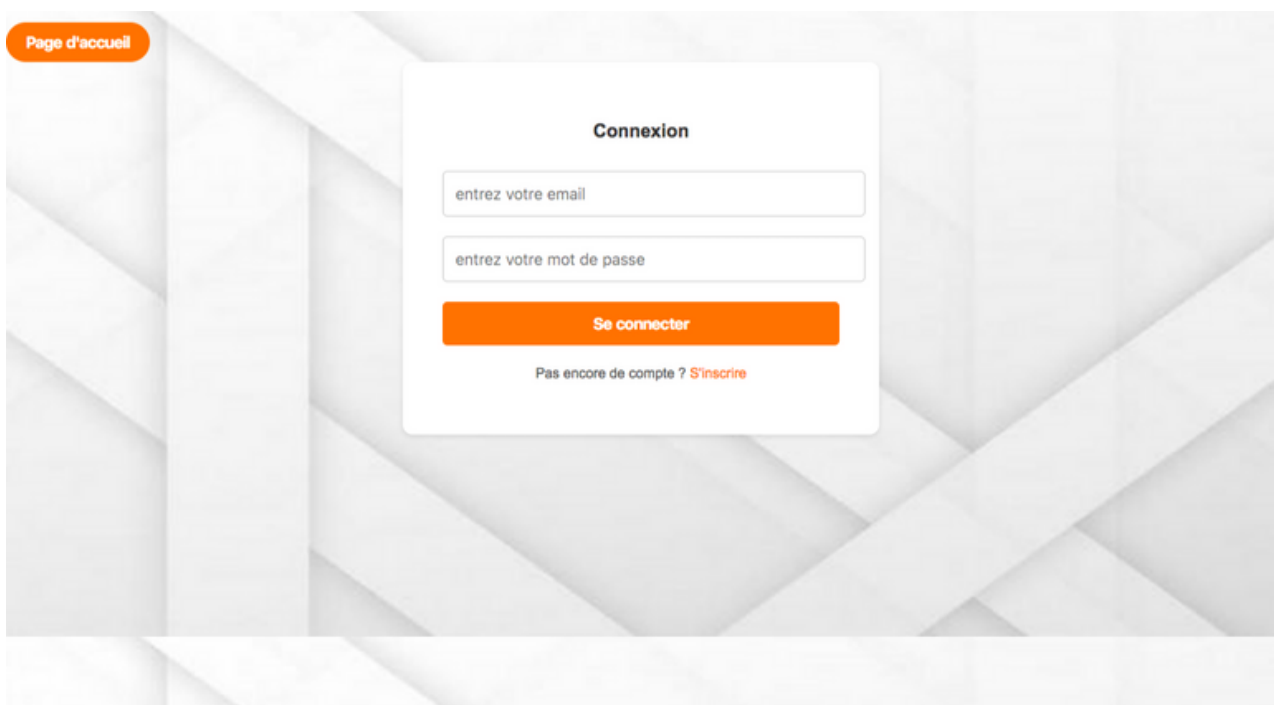 Page d'accueil
Connexion
entrez votre email
entrez votre mot de passe
Se connecter
Pas encore de compte ? S'inscrire